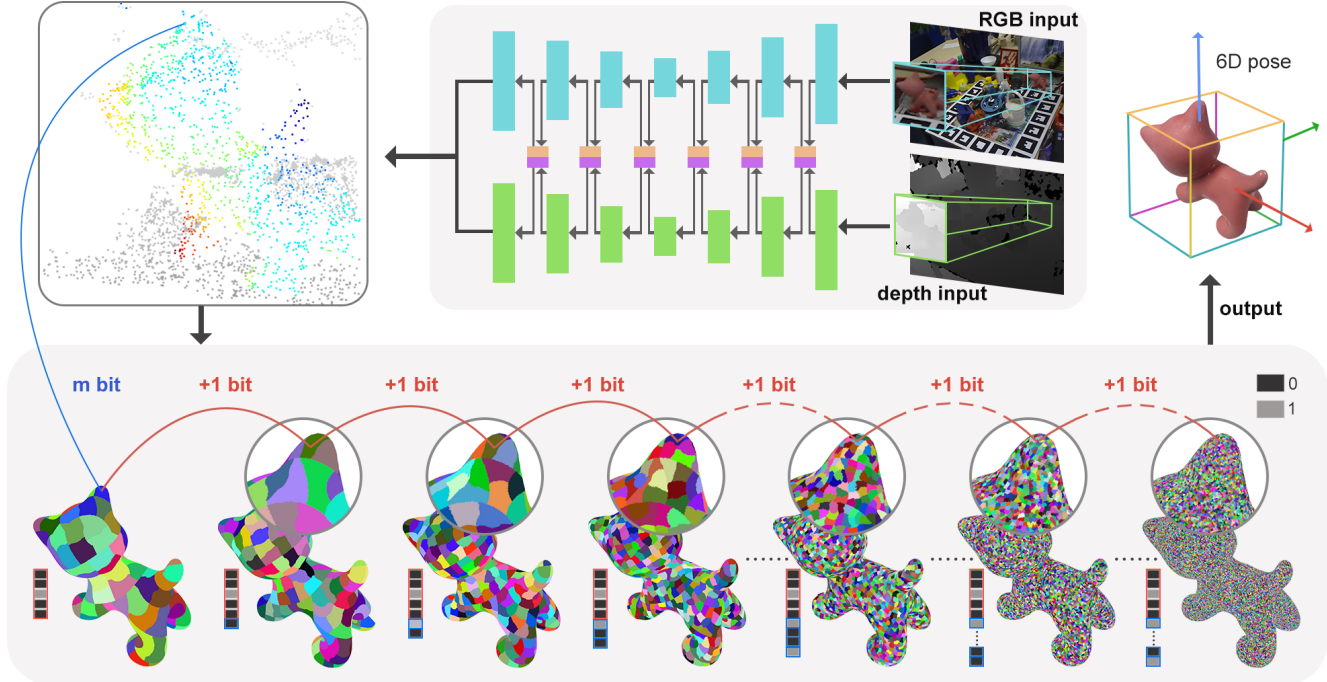 RGB input
6D pose
depth input
output
m bit
+1 bit
+1 bit
+1 bit
+1 bit
+1 bit
+1 bit
0
1